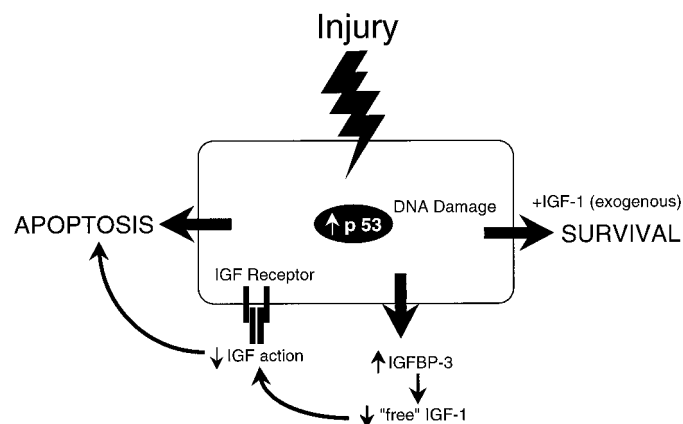 Injury
DNA Damage
↑ p 53
+IGF-1 (exogenous)
APOPTOSIS
SURVIVAL
IGF Receptor
↓ IGF action
↑ IGFBP-3
↓ "free" IGF-1